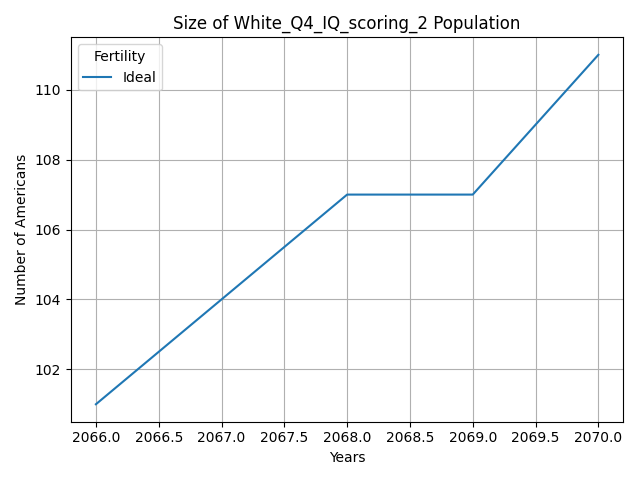 Size of White_Q4_IQ_scoring_2 Population
Fertility
Ideal
Number of Americans
110
108
106
104
102
2066.0 2066.5 2067.0 2067.5 2068.0 2068.5 2069.0 2069.5 2070.0
Years